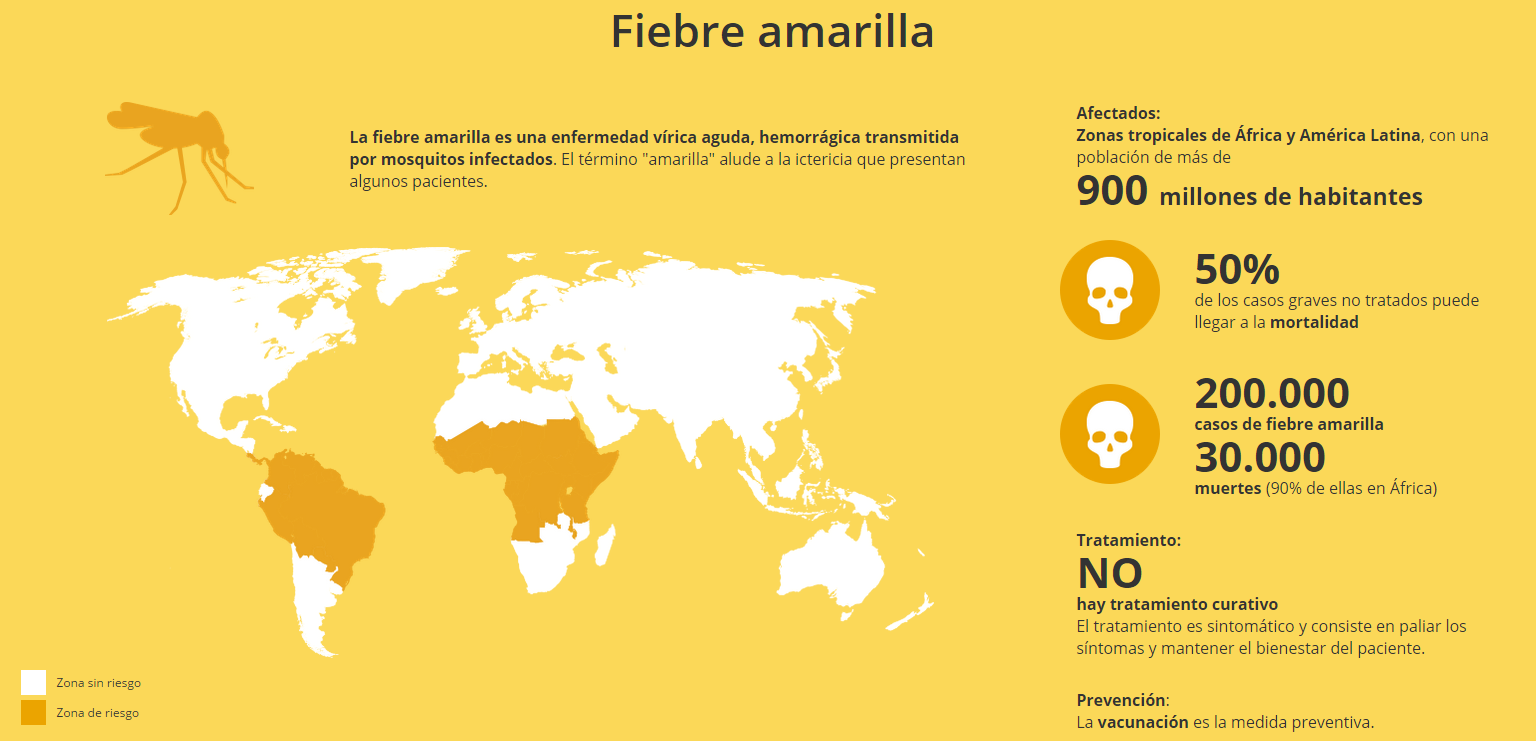 Fiebre amarilla
La fiebre amarilla es una enfermedad vírica aguda, hemorrágica transmitida
por mosquitos infectados. El término "amarilla" alude a la ictericia que presentan
algunos pacientes.
Afectados:
Zonas tropicales de África y América Latina, con una
población de más de
900 millones de habitantes
50%
de los casos graves no tratados puede
llegar a la mortalidad
200.000
casos de fiebre amarilla
30.000
muertes (90% de ellas en África)
Tratamiento:
NO
hay tratamiento curativo
El tratamiento es sintomático y consiste en paliar los
síntomas y mantener el bienestar del paciente.
Prevención:
La vacunación es la medida preventiva.
Zona sin riesgo
Zona de riesgo